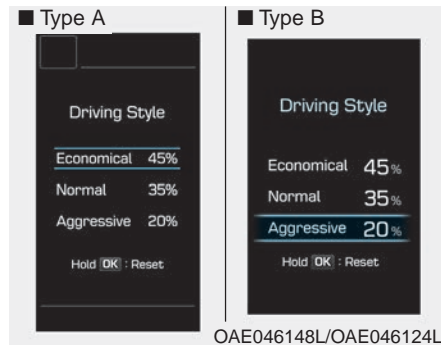 ■ Type A
Driving Style
Economical 45%
Normal 35%
Aggressive 20%
Hold OK : Reset
■ Type B
Driving Style
Economical 45%
Normal 35%
Aggressive 20%
Hold OK : Reset
OAE046148L/OAE046124L